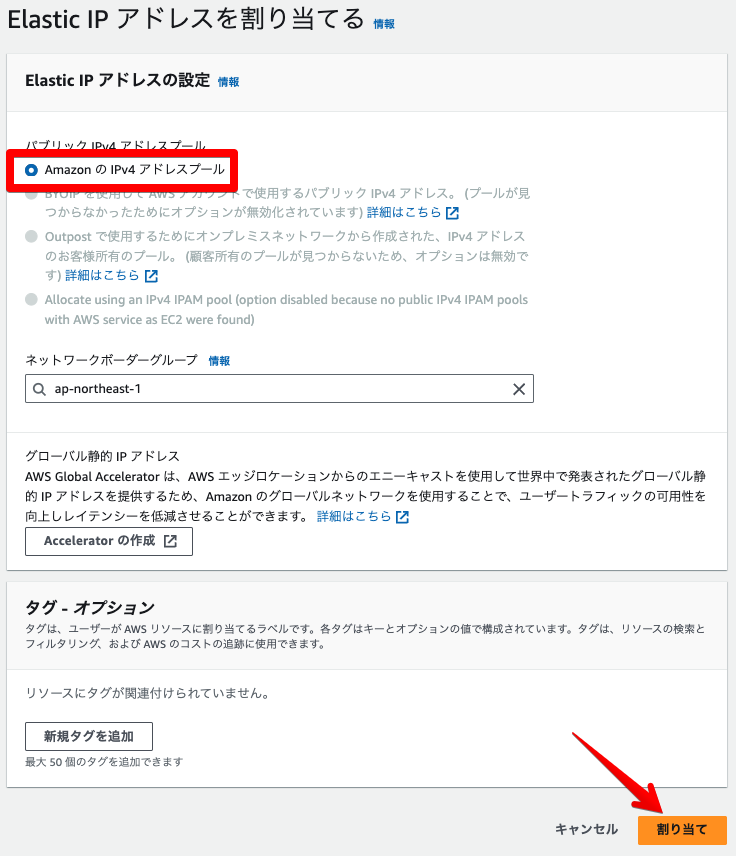 Elastic IP アドレスを割り当てる 情報
Elastic IP アドレスの設定 情報
パブリック IPv4 アドレスプール
Amazon の IPv4 アドレスプール
BYOIP を使用して AWS アカウントで使用するパブリック IPv4 アドレス。 (プールが見
つからなかったためにオプションが無効化されています) 詳細はこちら
Outpost で使用するためにオンプレミスネットワークから作成された、IPv4 アドレス
のお客様所有のプール。 (顧客所有のプールが見つからないため、オプションは無効で
す) 詳細はこちら
Allocate using an IPv4 IPAM pool (option disabled because no public IPv4 IPAM pools
with AWS service as EC2 were found)
ネットワークボーダーグループ 情報
ap-northeast-1
グローバル静的 IP アドレス
AWS Global Accelerator は、AWS エッジロケーションからのエニーキャストを使用して世界中で発表されたグローバル静
的 IP アドレスを提供するため、Amazon のグローバルネットワークを使用することで、ユーザートラフィックの可用性を
向上しレイテンシーを低減させることができます。 詳細はこちら
Accelerator の作成
タグ - オプション
タグは、ユーザーが AWS リソースに割り当てるラベルです。各タグはキーとオプションの値で構成されています。タグは、リソースの検索と
フィルタリング、および AWS のコストの追跡に使用できます。
リソースにタグが関連付けられていません。
新規タグを追加
最大 50 個のタグを追加できます
キャンセル 割り当て